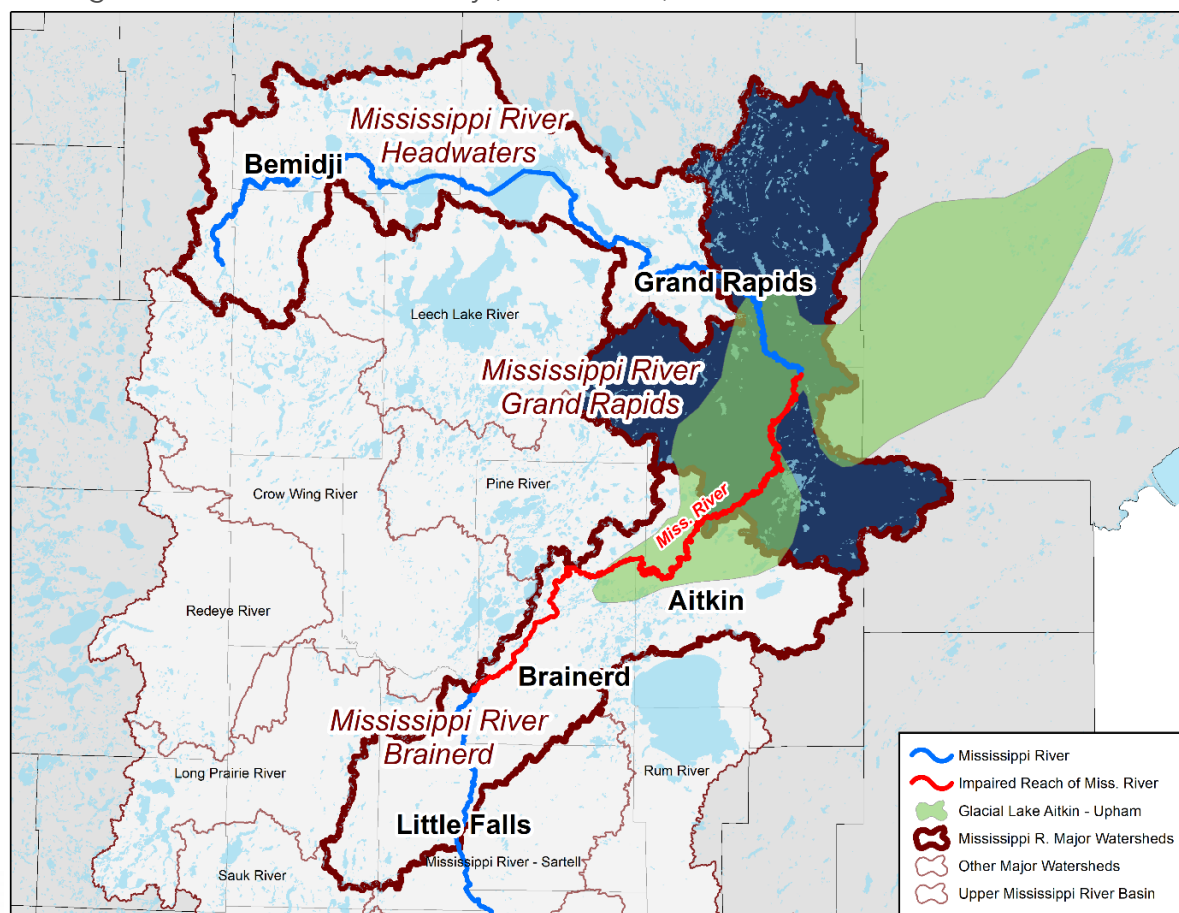 Mississippi River
Headwaters
Bemidji
Grand Rapids
Leech Lake River
Mississippi River
Grand Rapids
Crow Wing River
Pine River
Miss. River
Redeye River
Aitkin
Brainerd
Mississippi River
Brainerd
Long Prairie River
Rum River
Little Falls
Mississippi River - Sartell
Sauk River
Mississippi River
Impaired Reach of Miss. River
Glacial Lake Aitkin - Upham
Mississippi R. Major Watersheds
Other Major Watersheds
Upper Mississippi River Basin